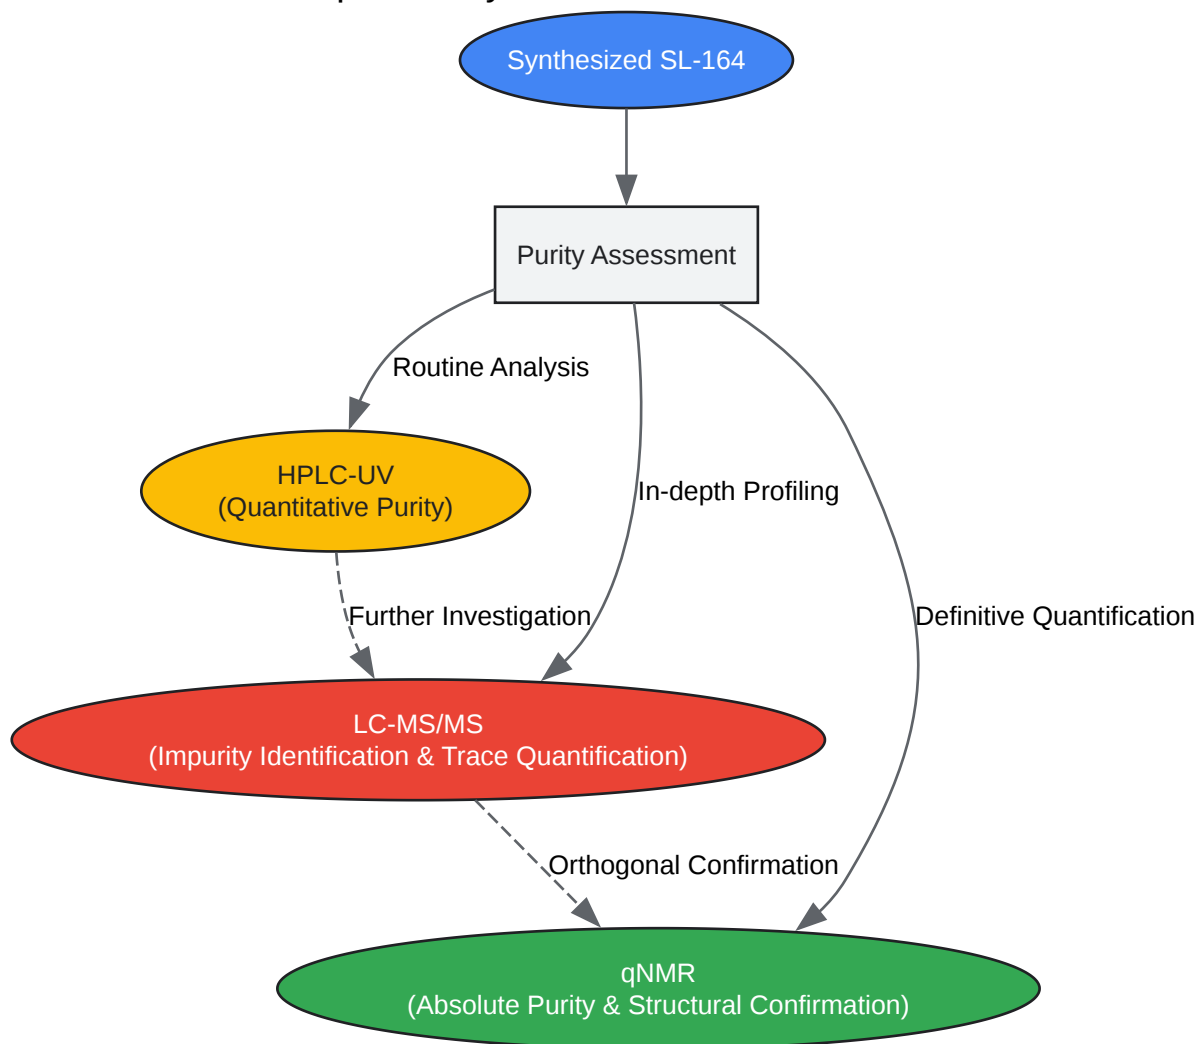 Synthesized SL-164
Purity Assessment
Routine Analysis
HPLC-UV
(Quantitative Purity)
In-depth Profiling
Further Investigation
Definitive Quantification
LC-MS/MS
(Impurity Identification & Trace Quantification)
Orthogonal Confirmation
qNMR
(Absolute Purity & Structural Confirmation)